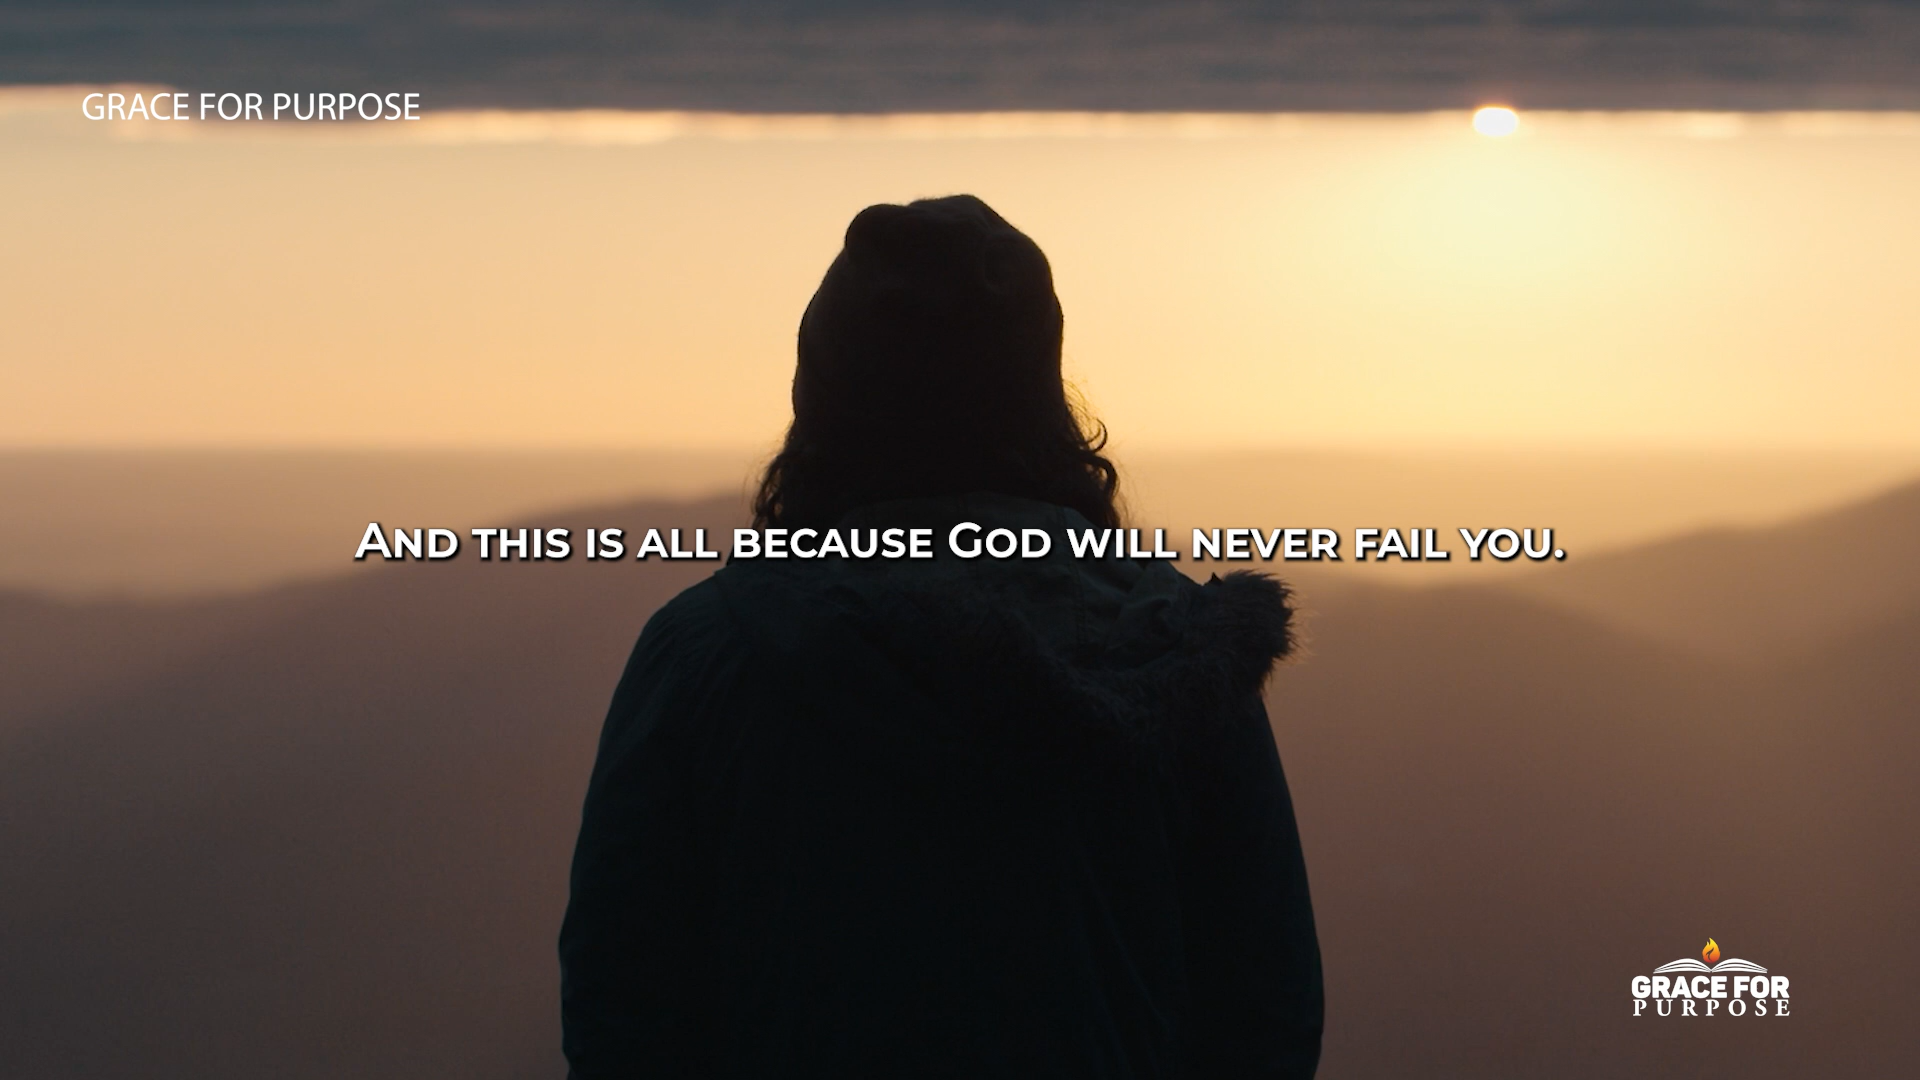 GRACE FOR PURPOSE
And this is all because God will never fail you.
GRACE FOR
PURPOSE